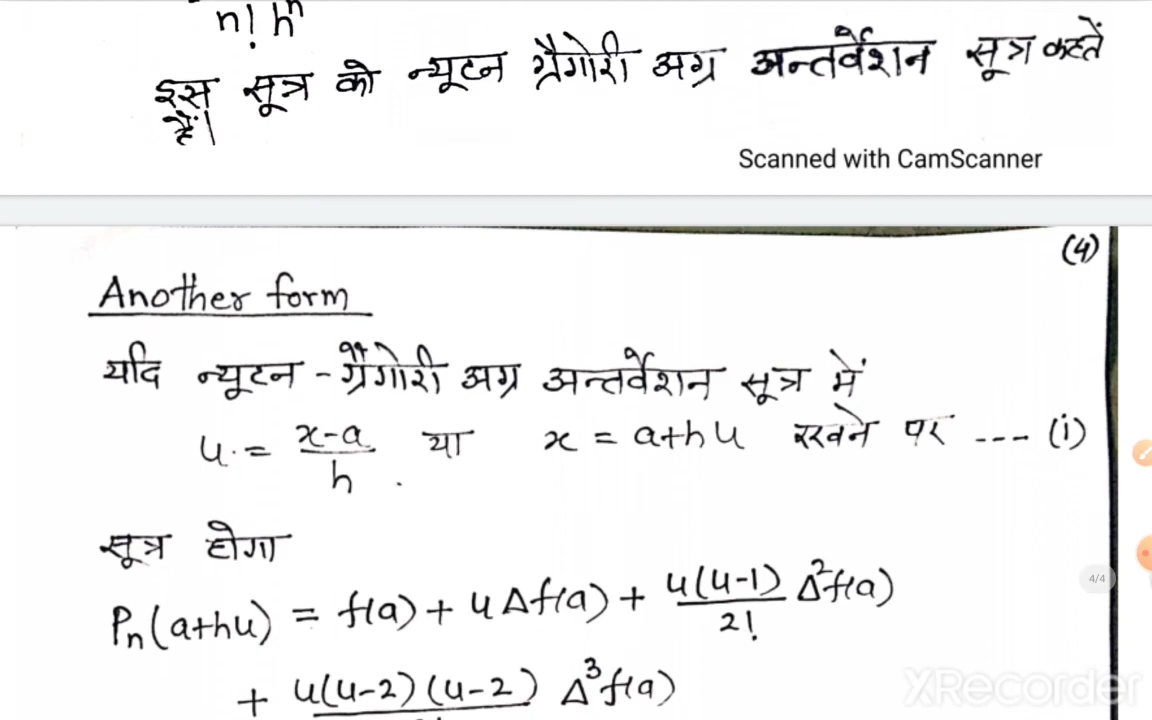 n! hⁿ
इस सूत्र को न्यूटन ग्रैगोरी अग्र अन्तर्वेशन सूत्र कहतें
हैं।
Scanned with CamScanner
(4)
Another form
यदि न्यूटन - ग्रैगोरी अग्र अन्तर्वेशन सूत्र में
u = (x-a)/h या x = a+hu रखने पर ---- (i)
सूत्र होगा
Pn(a+hu) = f(a) + u Δf(a) + u(u-1)/2! Δ²f(a)
4/4
+ u(u-2)(u-2) Δ³f(a)
XRecorder